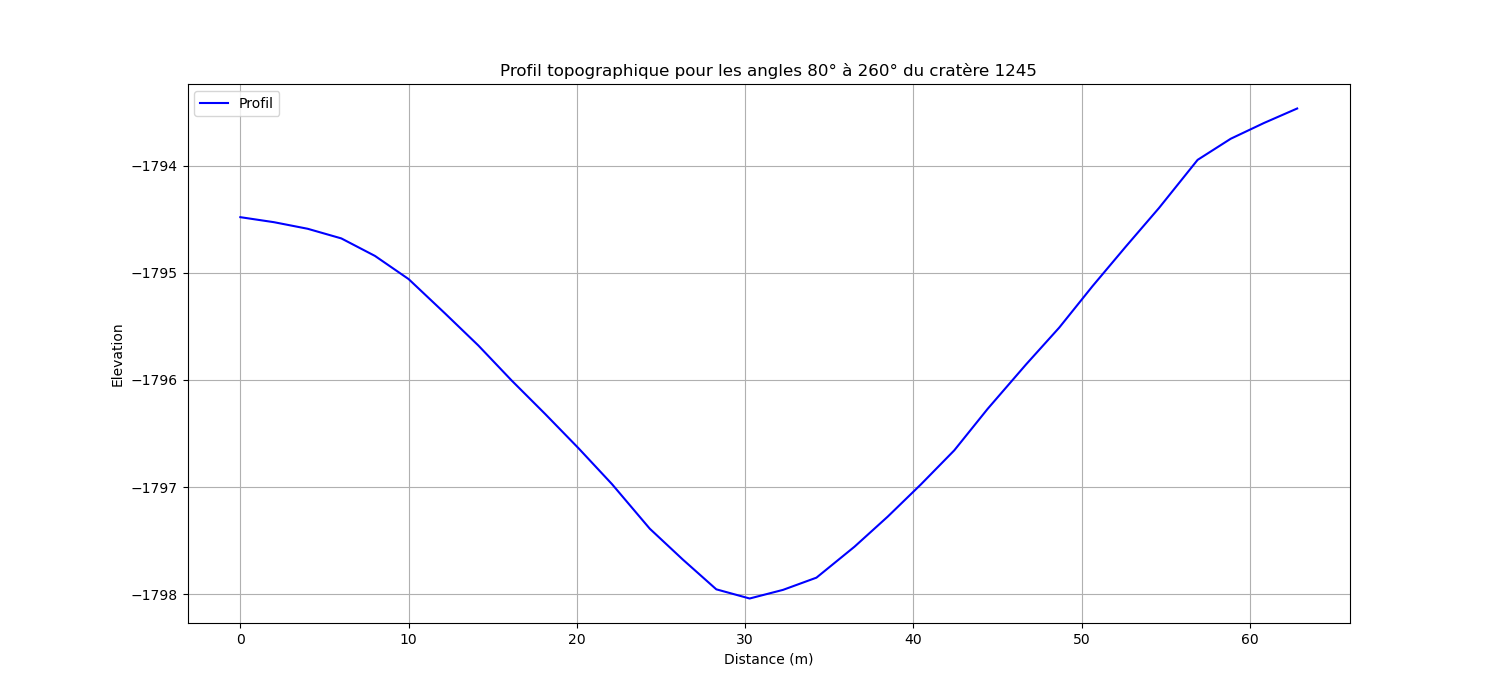 Profil topographique pour les angles 80° à 260° du cratère 1245
Profil
−1794
−1795
−1796
−1797
−1798
Elevation
0 10 20 30 40 50 60
Distance (m)